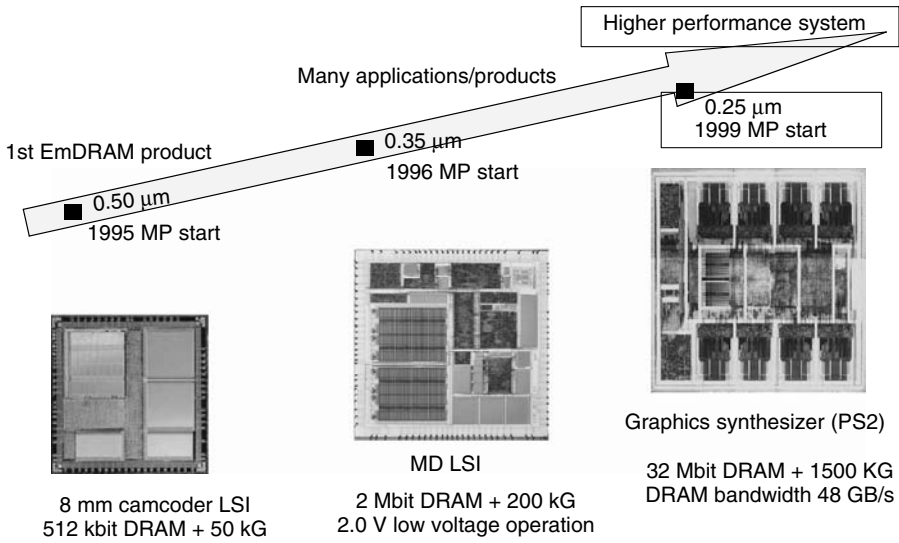 Higher performance system
Many applications/products
0.25 μm
1999 MP start
0.35 μm
1996 MP start
1st EmDRAM product
0.50 μm
1995 MP start
8 mm camcoder LSI
512 kbit DRAM + 50 kG
MD LSI
2 Mbit DRAM + 200 kG
2.0 V low voltage operation
Graphics synthesizer (PS2)
32 Mbit DRAM + 1500 KG
DRAM bandwidth 48 GB/s